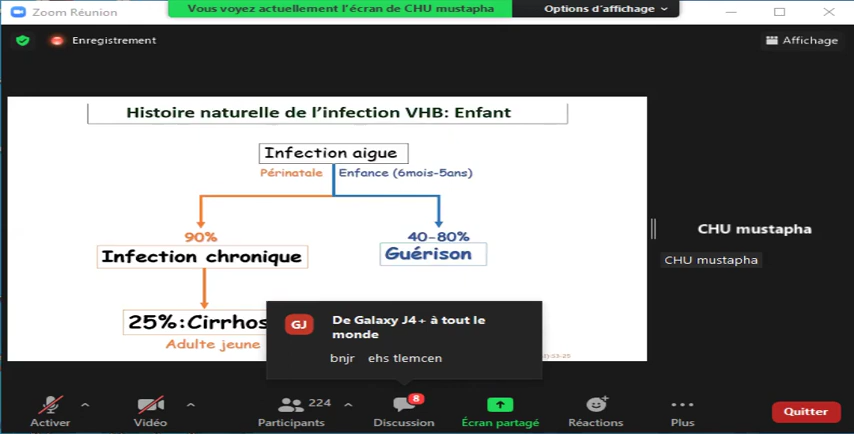 Zoom Réunion
Vous voyez actuellement l'écran de CHU mustapha
Options d'affichage
Enregistrement
Affichage
Histoire naturelle de l'infection VHB: Enfant
Infection aigue
Périnatale
Enfance (6mois-5ans)
90%
40-80%
Infection chronique
Guérison
CHU mustapha
CHU mustapha
25%:Cirrhos
Adulte jeune
GJ
De Galaxy J4+ à tout le
monde
bnjr ehs tlemcen
8
224
Activer
Vidéo
Participants
Discussion
Écran partagé
Réactions
Plus
Quitter